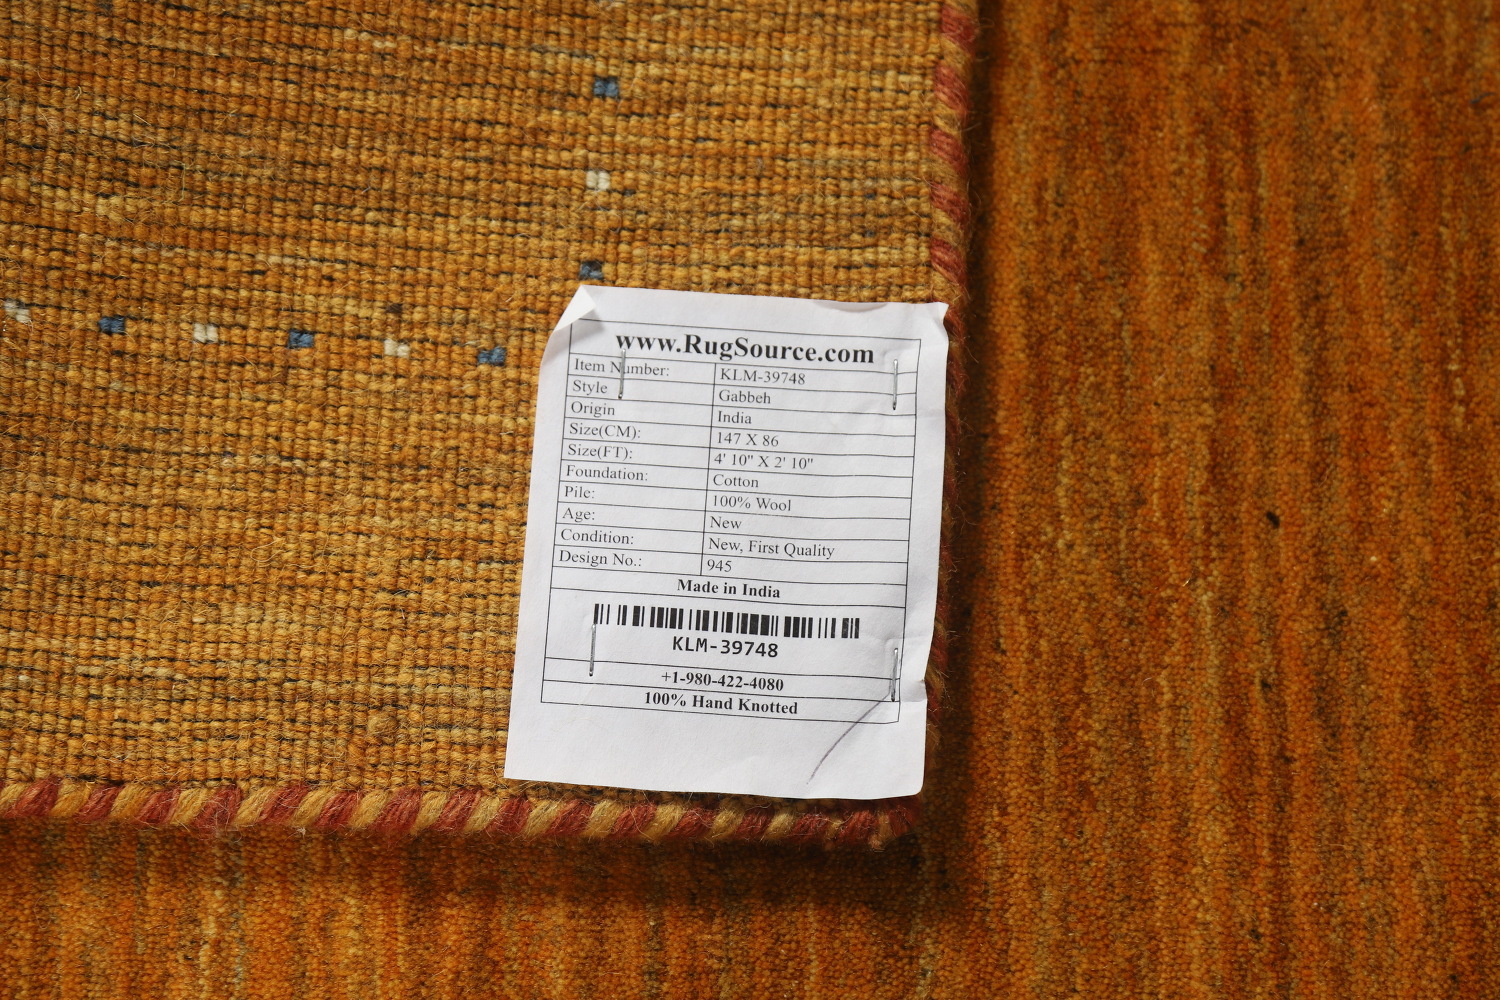 www.RugSource.com
Item Number: KLM-39748
Style Gabbeh
Origin India
Size(CM): 147 X 86
Size(FT): 4' 10" X 2' 10"
Foundation: Cotton
Pile: 100% Wool
Age: New
Condition: New, First Quality
Design No.: 945
Made in India
KLM-39748
+1-980-422-4080
100% Hand Knotted